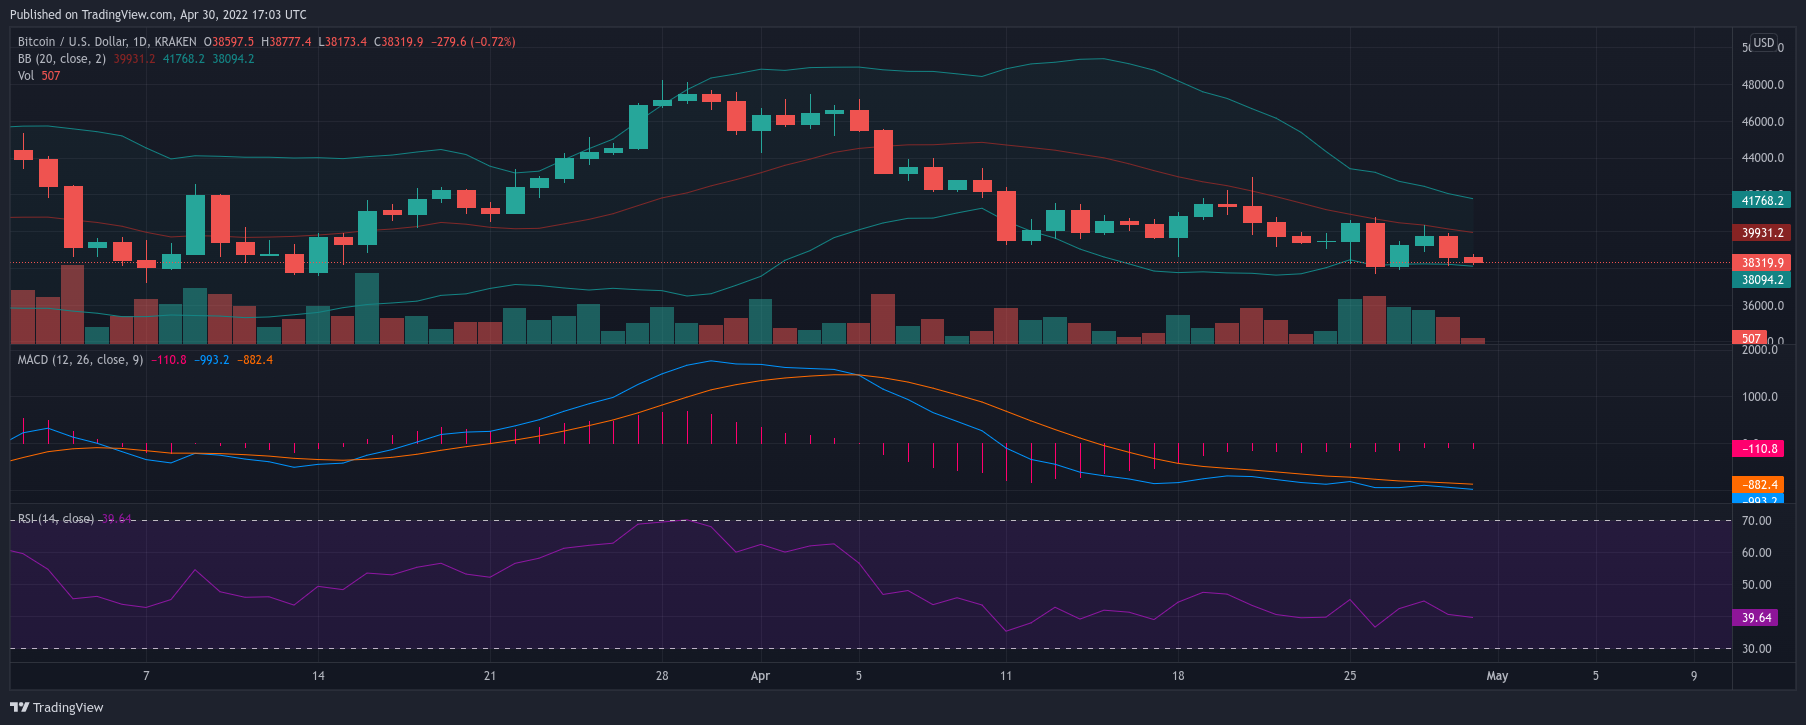 Published on TradingView.com, Apr 30, 2022 17:03 UTC
Bitcoin / U.S. Dollar, 1D, KRAKEN O38597.5 H38777.4 L38173.4 C38319.9 −279.6 (−0.72%)
BB (20, close, 2) 39931.2 41768.2 38094.2
Vol 507
USD
48000.0
46000.0
44000.0
41768.2
39931.2
38319.9
38094.2
36000.0
507
MACD (12, 26, close, 9) −110.8 −993.2 −882.4
2000.0
1000.0
−110.8
−882.4
−993.2
RSI (14, close) 39.64
70.00
60.00
50.00
39.64
30.00
7 14 21 28 Apr 5 11 18 25 May 5 9
TradingView